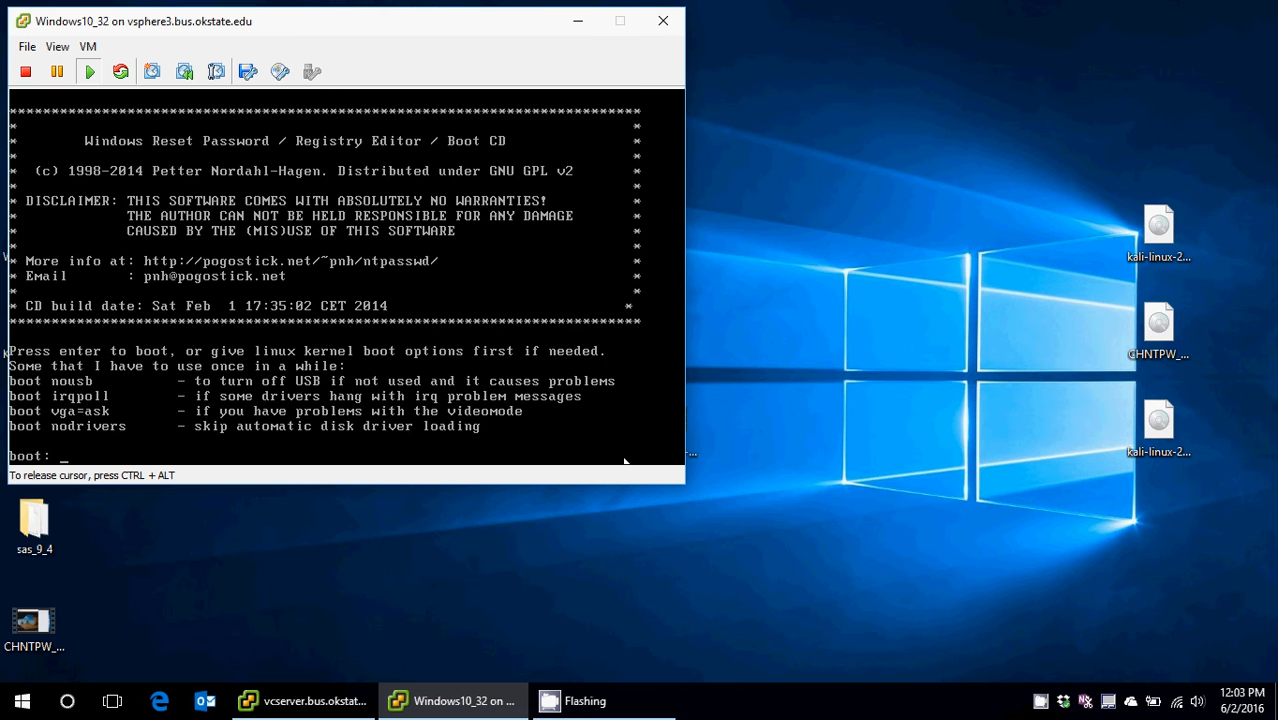 Windows10_32 on vsphere3.bus.okstate.edu
File View VM
*******************************************************************************
* *
* Windows Reset Password / Registry Editor / Boot CD *
* *
* (c) 1998-2014 Petter Nordahl-Hagen. Distributed under GNU GPL v2 *
* *
* DISCLAIMER: THIS SOFTWARE COMES WITH ABSOLUTELY NO WARRANTIES! *
* THE AUTHOR CAN NOT BE HELD RESPONSIBLE FOR ANY DAMAGE *
* CAUSED BY THE (MIS)USE OF THIS SOFTWARE *
* *
* More info at: http://pogostick.net/~pnh/ntpasswd/ *
* Email : pnh@pogostick.net *
* *
* CD build date: Sat Feb 1 17:35:02 CET 2014 *
*******************************************************************************
Press enter to boot, or give linux kernel boot options first if needed.
Some that I have to use once in a while:
boot nousb - to turn off USB if not used and it causes problems
boot irqpoll - if some drivers hang with irq problem messages
boot vga=ask - if you have problems with the videomode
boot nodrivers - skip automatic disk driver loading
boot: _
To release cursor, press CTRL + ALT
kali-linux-2...
CHNTPW_...
kali-linux-2...
sas_9_4
CHNTPW_...
vcserver.bus.okstat...
Windows10_32 on ...
Flashing
12:03 PM
6/2/2016